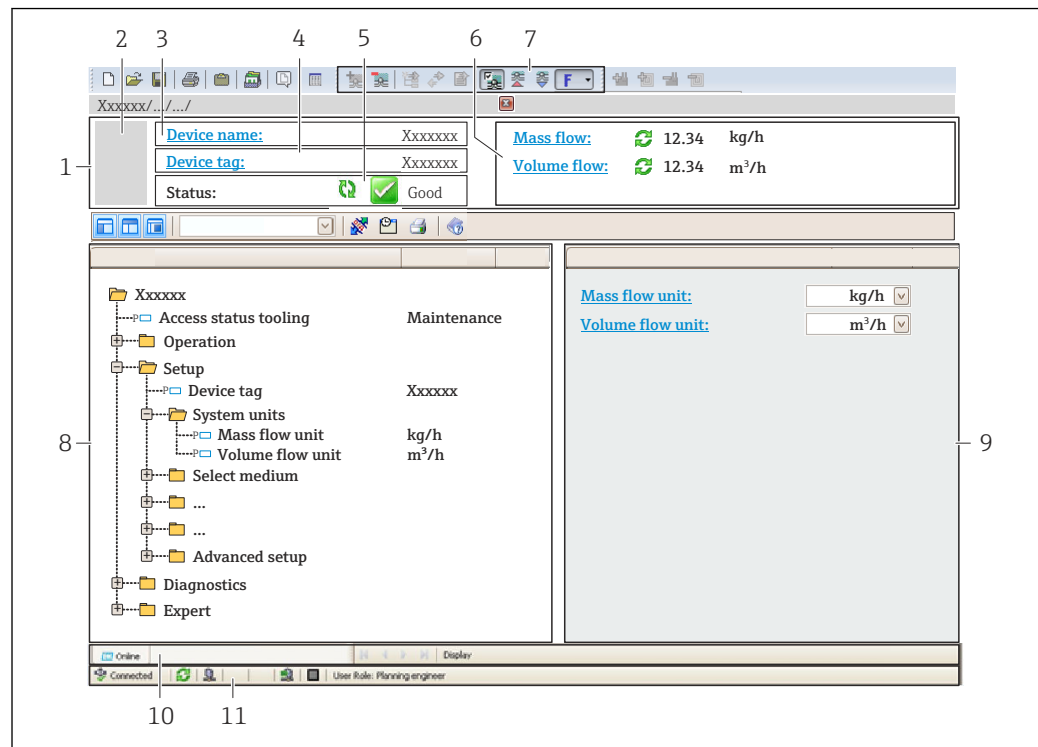 2 3 4 5 6 7
F
Xxxxxx/.../.../
1
Device name: Xxxxxxx
Device tag: Xxxxxxx
Status: Good
Mass flow: 12.34 kg/h
Volume flow: 12.34 m³/h
Xxxxxx
Access status tooling Maintenance
Operation
Setup
Device tag Xxxxxx
System units
Mass flow unit kg/h
Volume flow unit m³/h
Select medium
...
...
Advanced setup
Diagnostics
Expert
8
Mass flow unit: kg/h
Volume flow unit: m³/h
9
Online Display
Connected User Role: Planning engineer
10 11